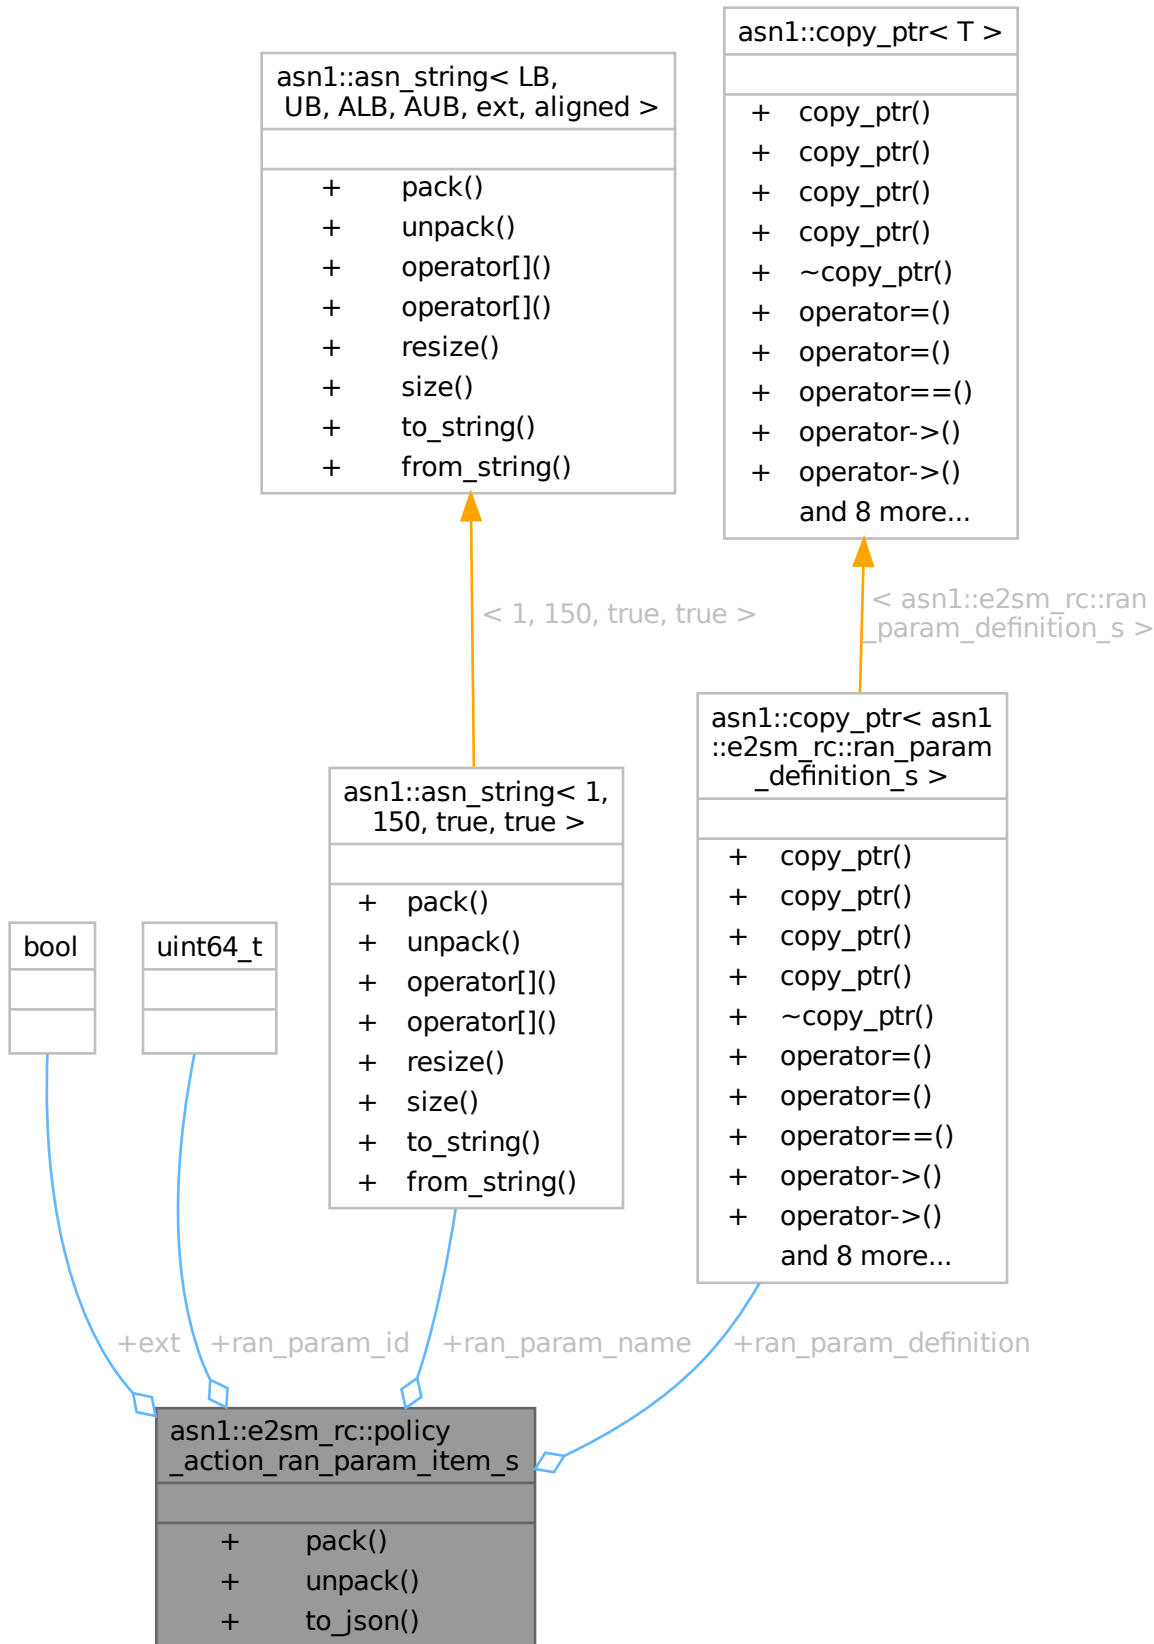 asn1::copy_ptr< T >
+ copy_ptr()
+ copy_ptr()
+ copy_ptr()
+ copy_ptr()
+ ~copy_ptr()
+ operator=()
+ operator=()
+ operator==()
+ operator->()
+ operator->()
and 8 more...
asn1::asn_string< LB,
UB, ALB, AUB, ext, aligned >
+ pack()
+ unpack()
+ operator[]()
+ operator[]()
+ resize()
+ size()
+ to_string()
+ from_string()
< 1, 150, true, true >
< asn1::e2sm_rc::ran
_param_definition_s >
asn1::copy_ptr< asn1
::e2sm_rc::ran_param
_definition_s >
+ copy_ptr()
+ copy_ptr()
+ copy_ptr()
+ copy_ptr()
+ ~copy_ptr()
+ operator=()
+ operator=()
+ operator==()
+ operator->()
+ operator->()
and 8 more...
asn1::asn_string< 1,
150, true, true >
+ pack()
+ unpack()
+ operator[]()
+ operator[]()
+ resize()
+ size()
+ to_string()
+ from_string()
bool
uint64_t
+ext
+ran_param_id
+ran_param_name
+ran_param_definition
asn1::e2sm_rc::policy
_action_ran_param_item_s
+ pack()
+ unpack()
+ to_json()